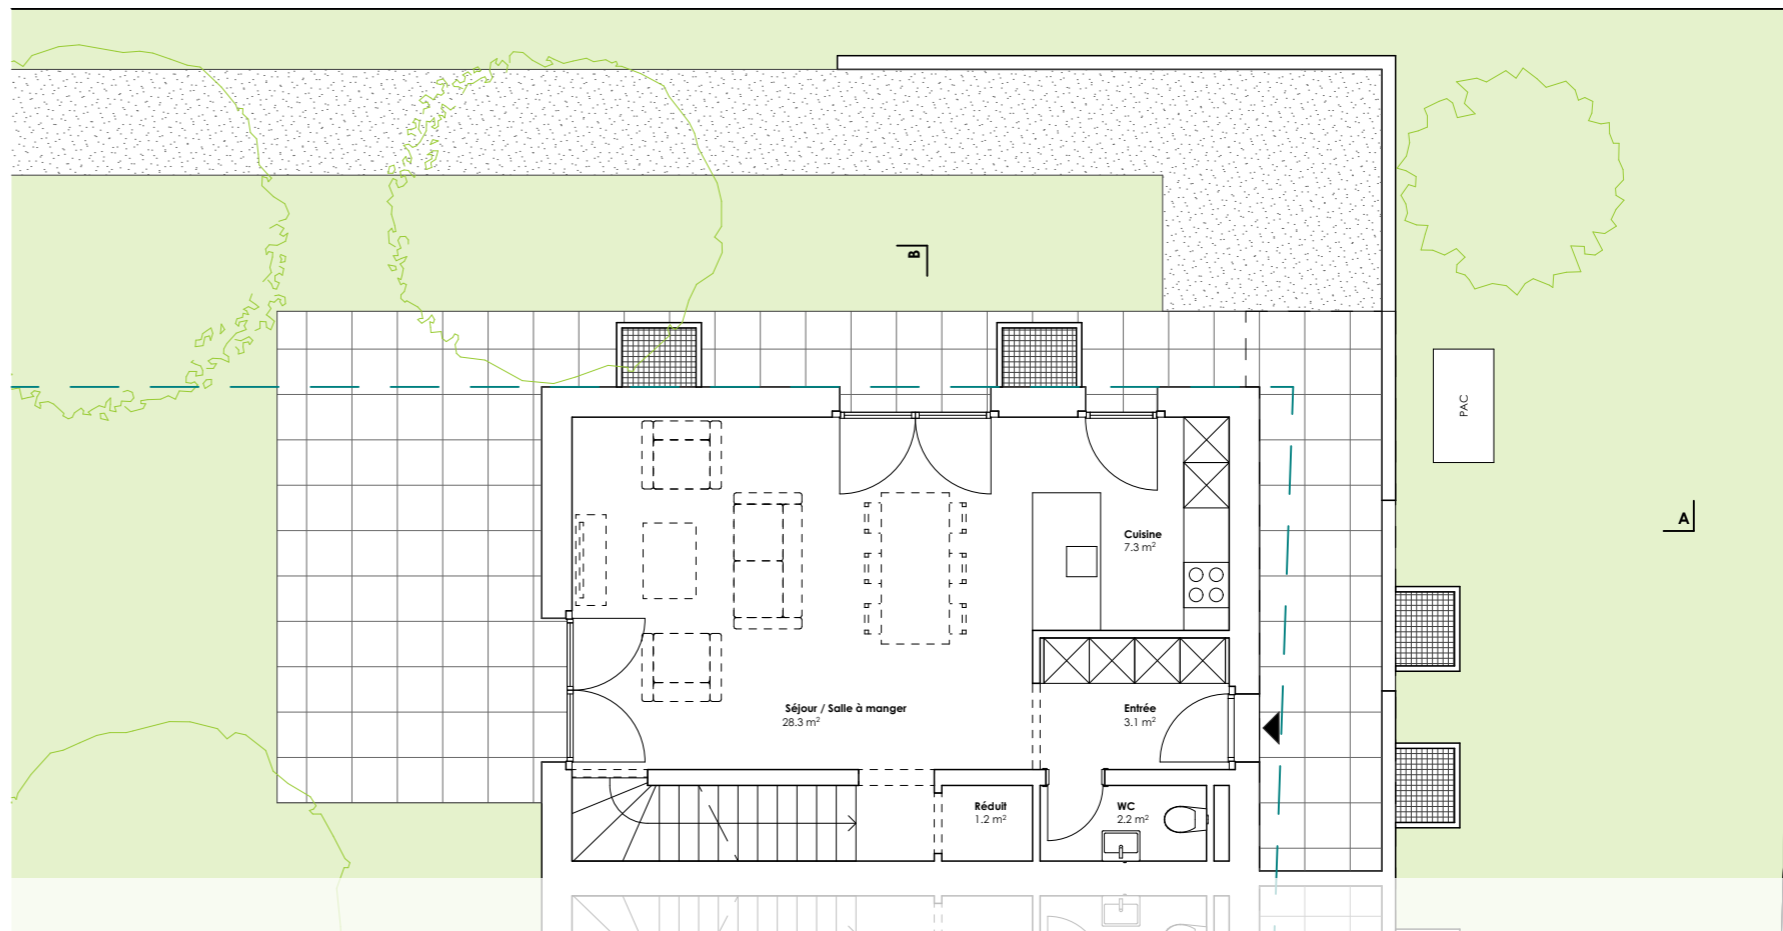 B
PAC
A
Cuisine
7.3 m²
Séjour / Salle à manger
28.3 m²
Entrée
3.1 m²
Réduit
1.2 m²
WC
2.2 m²